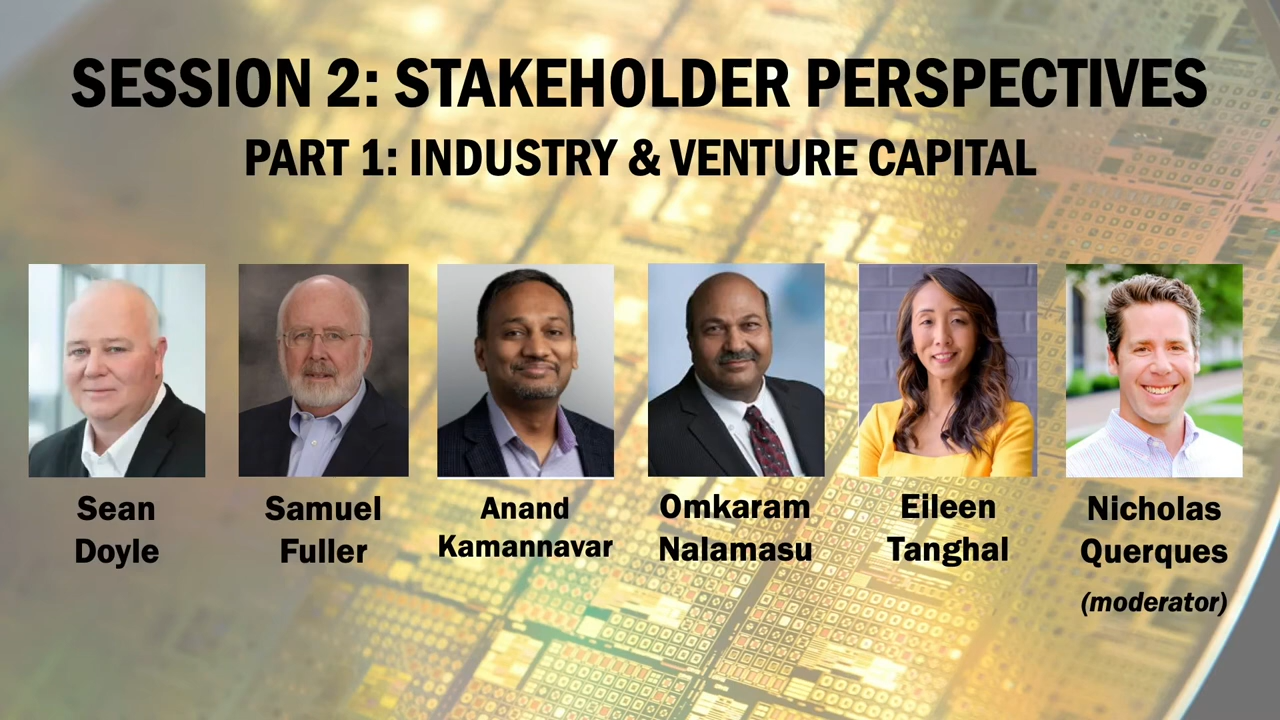 SESSION 2: STAKEHOLDER PERSPECTIVES
PART 1: INDUSTRY & VENTURE CAPITAL
Sean
Doyle
Samuel
Fuller
Anand
Kamannavar
Omkaram
Nalamasu
Eileen
Tanghal
Nicholas
Querques
(moderator)